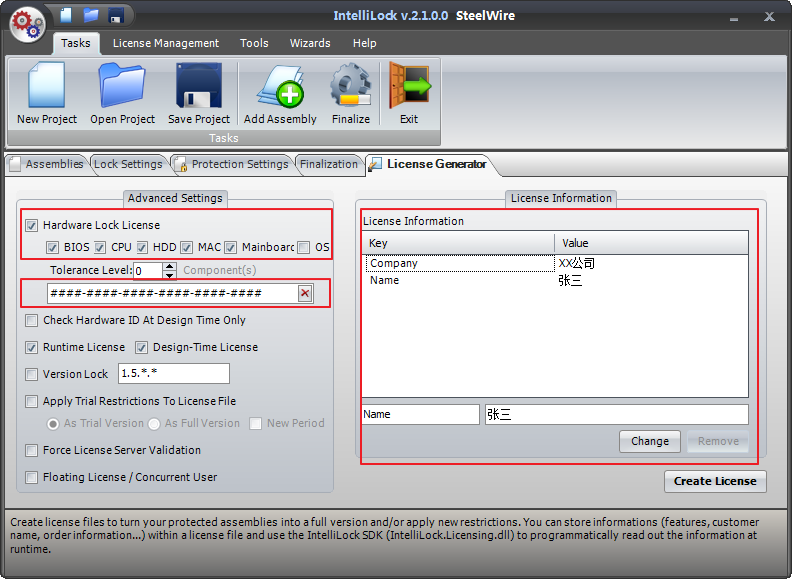 IntelliLock v.2.1.0.0 SteelWire
Tasks License Management Tools Wizards Help
New Project Open Project Save Project Add Assembly Finalize Exit
Tasks
Assemblies Lock Settings Protection Settings Finalization License Generator
Advanced Settings
Hardware Lock License
BIOS CPU HDD MAC Mainboard OS
Tolerance Level: 0 Component(s)
####-####-####-####-####-####
Check Hardware ID At Design Time Only
Runtime License Design-Time License
Version Lock 1.5.*.*
Apply Trial Restrictions To License File
As Trial Version As Full Version New Period
Force License Server Validation
Floating License / Concurrent User
License Information
License Information
Key Value
Company XX公司
Name 张三
Name 张三
Change Remove
Create License
Create license files to turn your protected assemblies into a full version and/or apply new restrictions. You can store informations (features, customer
name, order information...) within a license file and use the IntelliLock SDK (IntelliLock.Licensing.dll) to programmatically read out the information at
runtime.